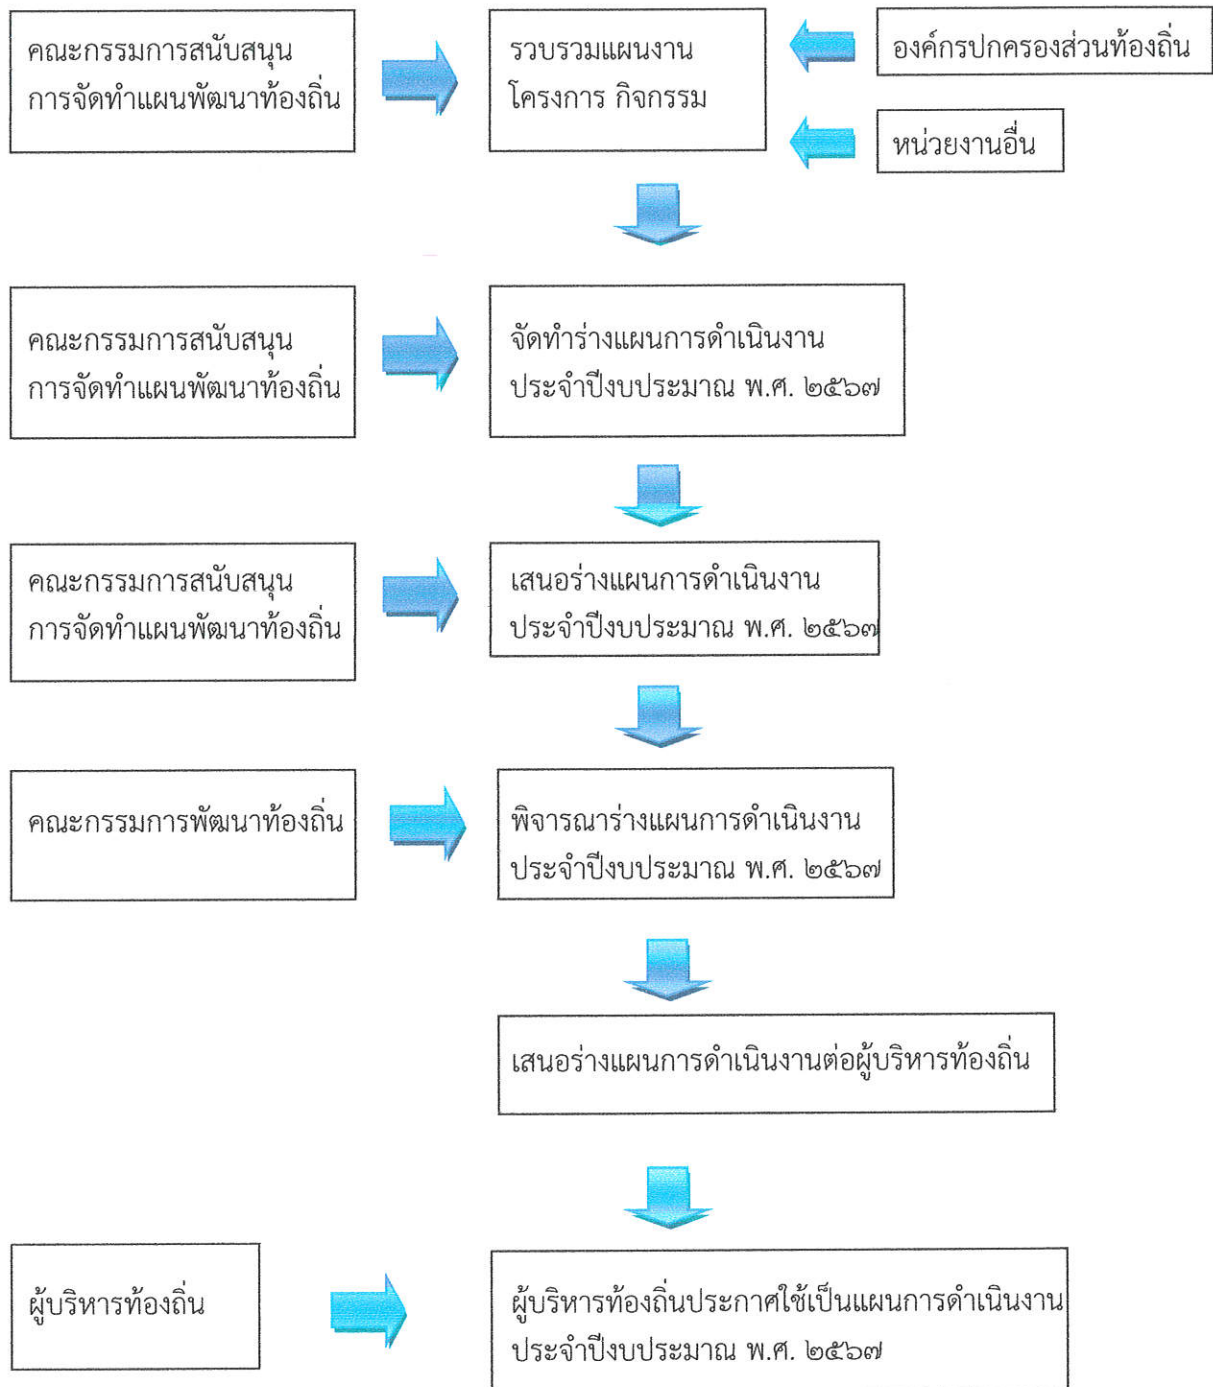 คณะกรรมการสนับสนุน
การจัดทำแผนพัฒนาท้องถิ่น
รวบรวมแผนงาน
โครงการ กิจกรรม
องค์กรปกครองส่วนท้องถิ่น
หน่วยงานอื่น
คณะกรรมการสนับสนุน
การจัดทำแผนพัฒนาท้องถิ่น
จัดทำร่างแผนการดำเนินงาน
ประจำปีงบประมาณ พ.ศ. ๒๕๖๗
คณะกรรมการสนับสนุน
การจัดทำแผนพัฒนาท้องถิ่น
เสนอร่างแผนการดำเนินงาน
ประจำปีงบประมาณ พ.ศ. ๒๕๖๗
คณะกรรมการพัฒนาท้องถิ่น
พิจารณาร่างแผนการดำเนินงาน
ประจำปีงบประมาณ พ.ศ. ๒๕๖๗
เสนอร่างแผนการดำเนินงานต่อผู้บริหารท้องถิ่น
ผู้บริหารท้องถิ่น
ผู้บริหารท้องถิ่นประกาศใช้เป็นแผนการดำเนินงาน
ประจำปีงบประมาณ พ.ศ. ๒๕๖๗